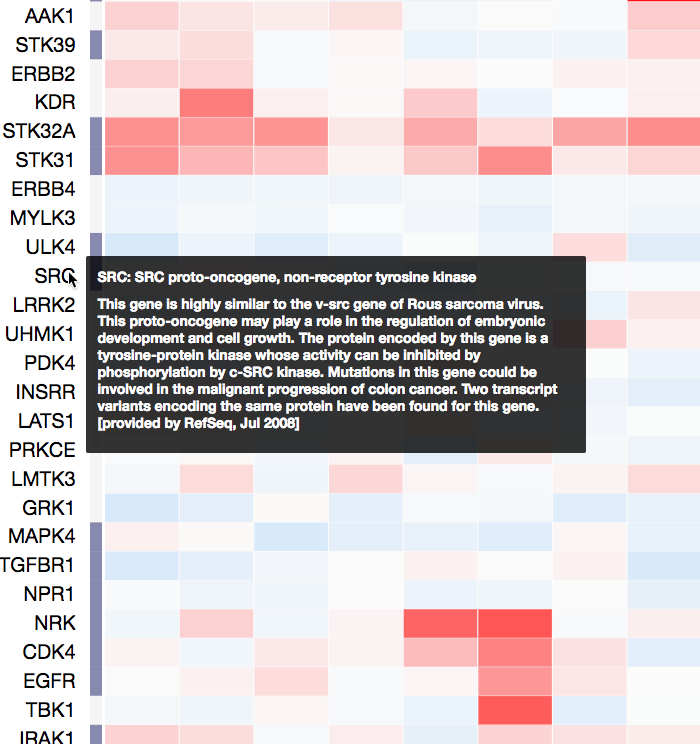 AAK1
STK39
ERBB2
KDR
STK32A
STK31
ERBB4
MYLK3
ULK4
SRC
SRC: SRC proto-oncogene, non-receptor tyrosine kinase
This gene is highly similar to the v-src gene of Rous sarcoma virus.
This proto-oncogene may play a role in the regulation of embryonic
development and cell growth. The protein encoded by this gene is a
tyrosine-protein kinase whose activity can be inhibited by
phosphorylation by c-SRC kinase. Mutations in this gene could be
involved in the malignant progression of colon cancer. Two transcript
variants encoding the same protein have been found for this gene.
[provided by RefSeq, Jul 2008]
LRRK2
UHMK1
PDK4
INSRR
LATS1
PRKCE
LMTK3
GRK1
MAPK4
TGFBR1
NPR1
NRK
CDK4
EGFR
TBK1
IRAK1